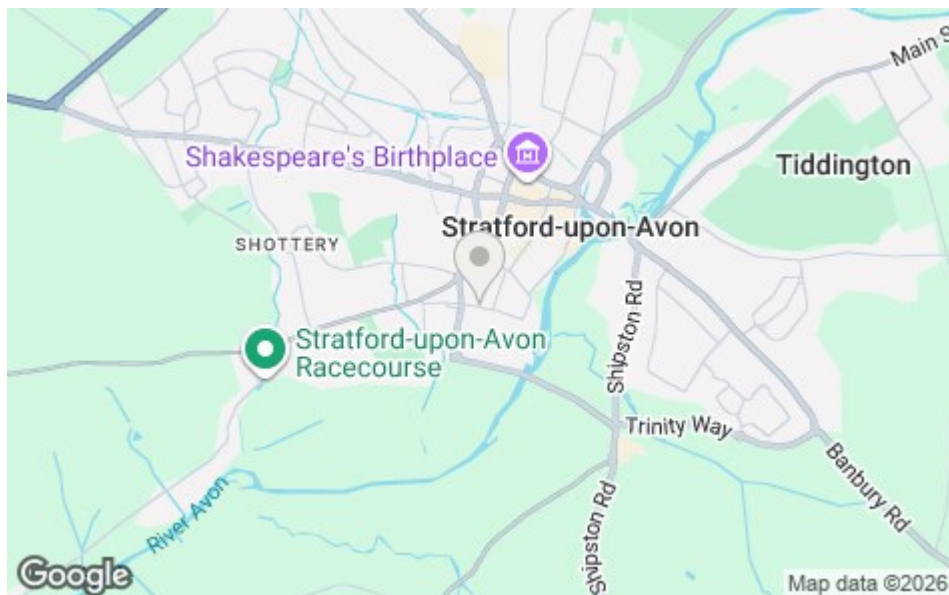 Main S
Shakespeare's Birthplace
Tiddington
Stratford-upon-Avon
SHOTTERY
Shipston Rd
Stratford-upon-Avon
Racecourse
Trinity Way
Banbury Rd
River Avon
Shipston Rd
Google
Map data ©2026